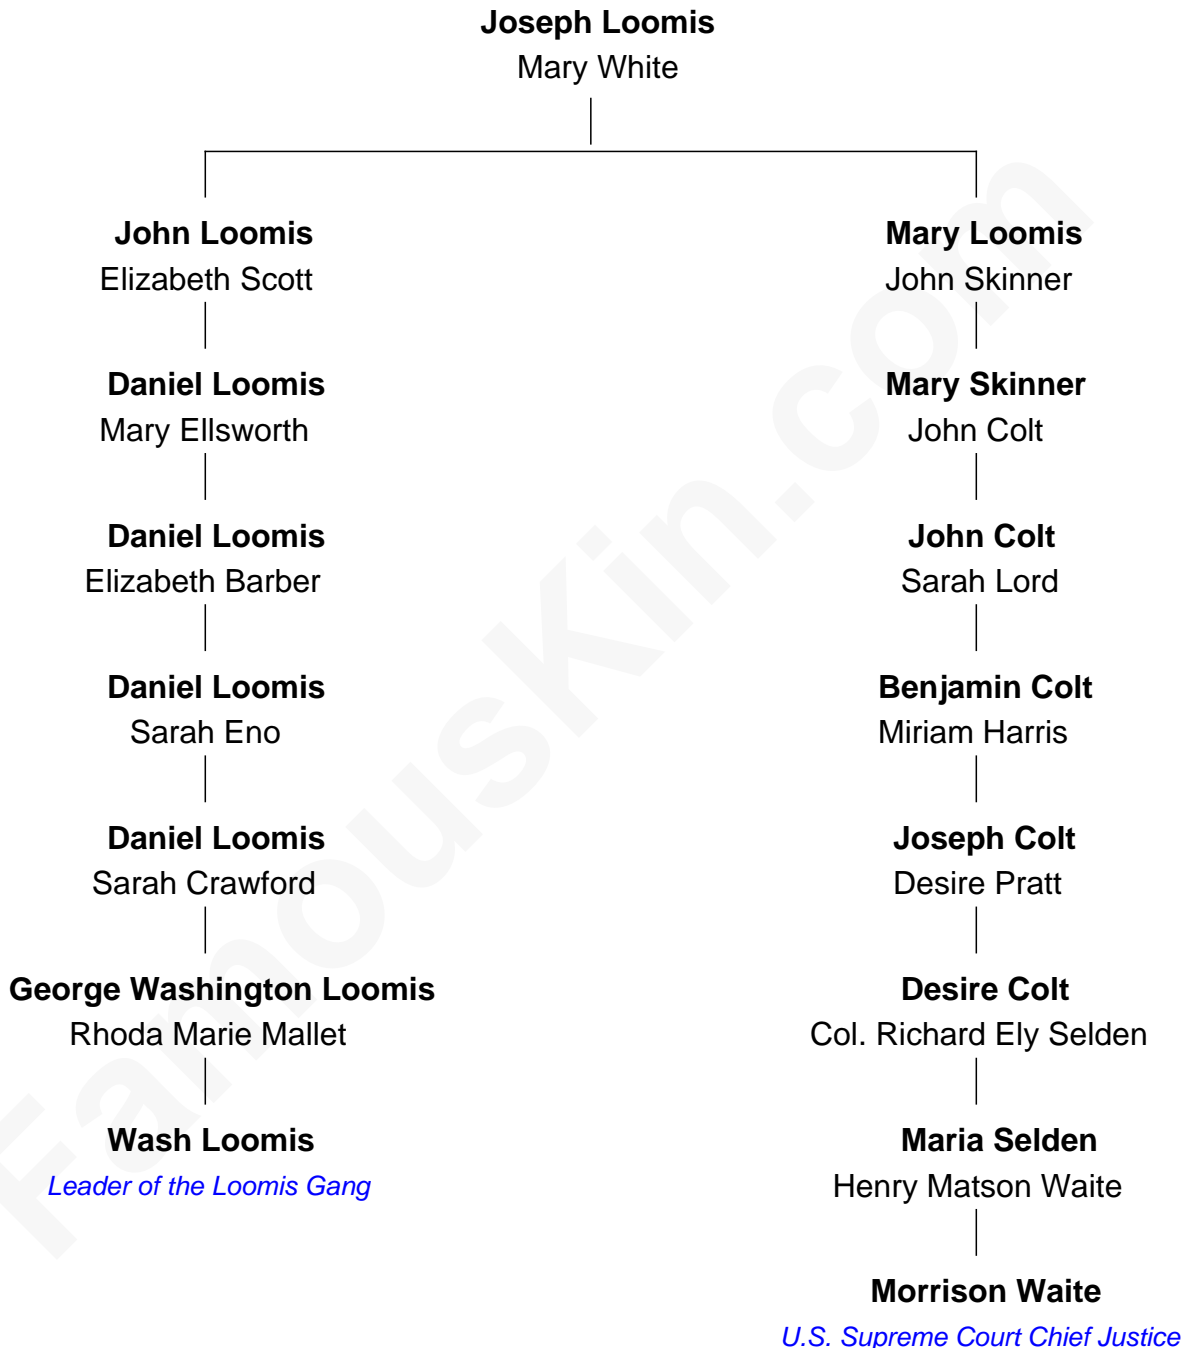 Joseph Loomis
Mary White
John Loomis
Elizabeth Scott
Mary Loomis
John Skinner
Daniel Loomis
Mary Ellsworth
Mary Skinner
John Colt
Daniel Loomis
Elizabeth Barber
John Colt
Sarah Lord
Daniel Loomis
Sarah Eno
Benjamin Colt
Miriam Harris
Daniel Loomis
Sarah Crawford
Joseph Colt
Desire Pratt
George Washington Loomis
Rhoda Marie Mallet
Desire Colt
Col. Richard Ely Selden
Wash Loomis
Leader of the Loomis Gang
Maria Selden
Henry Matson Waite
Morrison Waite
U.S. Supreme Court Chief Justice
FamousKin.com